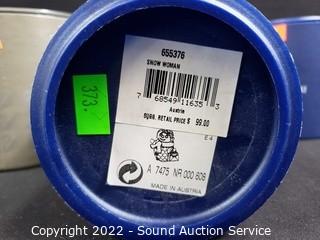 655376
SNOW WOMAN
7 68549 11635 3
Austria
SUGG. RETAIL PRICE $ 99.00
373.
E4
A 7475 NR 000 608
MADE IN AUSTRIA
Copyright 2022 - Sound Auction Service